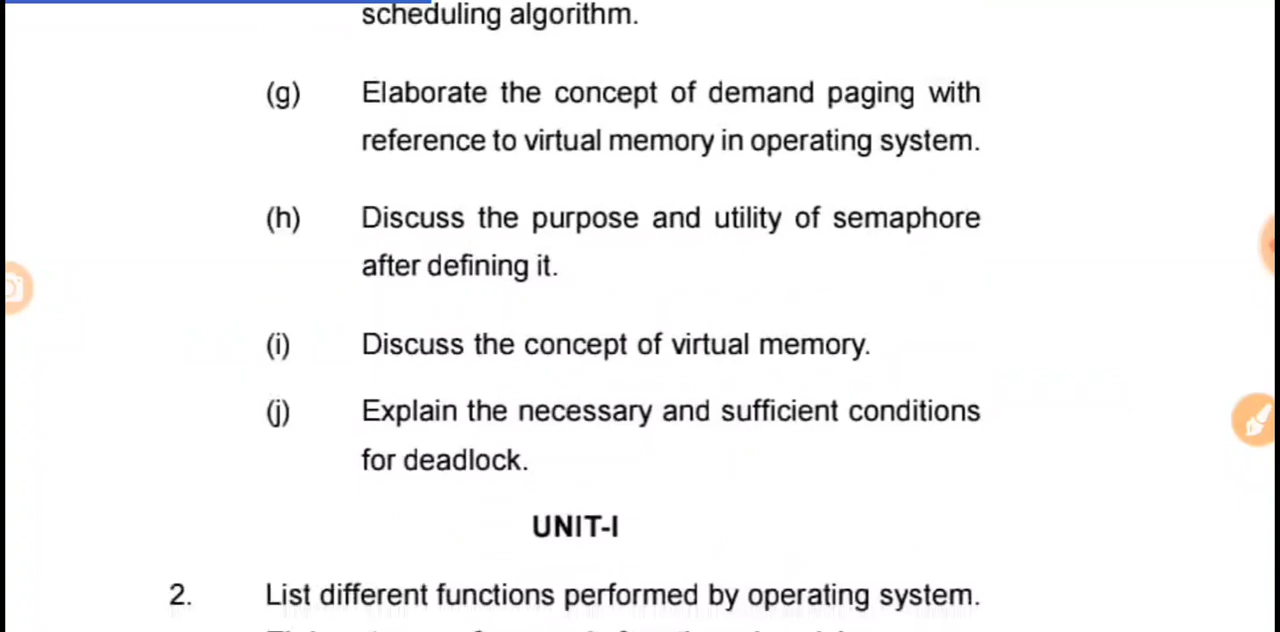 scheduling algorithm.
(g) Elaborate the concept of demand paging with
reference to virtual memory in operating system.
(h) Discuss the purpose and utility of semaphore
after defining it.
(i) Discuss the concept of virtual memory.
(j) Explain the necessary and sufficient conditions
for deadlock.
UNIT-I
2. List different functions performed by operating system.